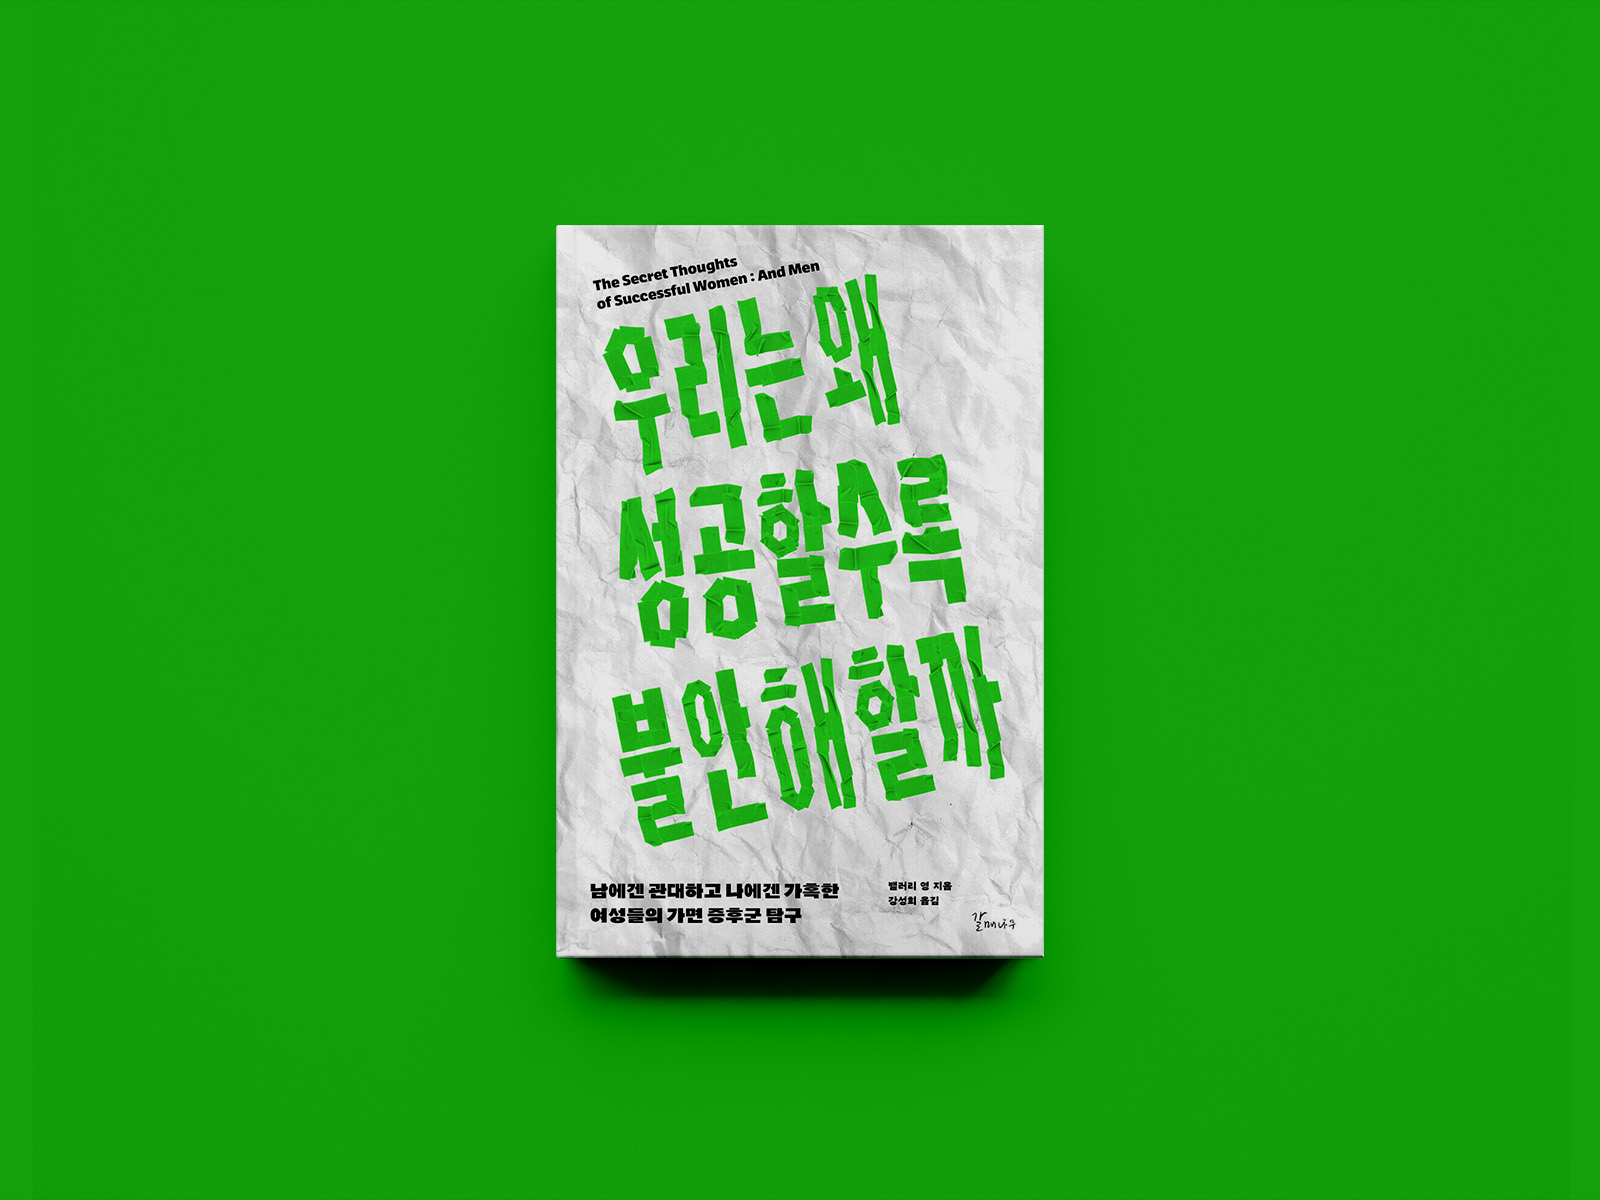 The Secret Thoughts
of Successful Women : And Men
우리는 왜
성공할수록
불안해할까
남에겐 관대하고 나에겐 가혹한
여성들의 가면 증후군 탐구
밸러리 영 지음
강성희 옮김
갈매나무